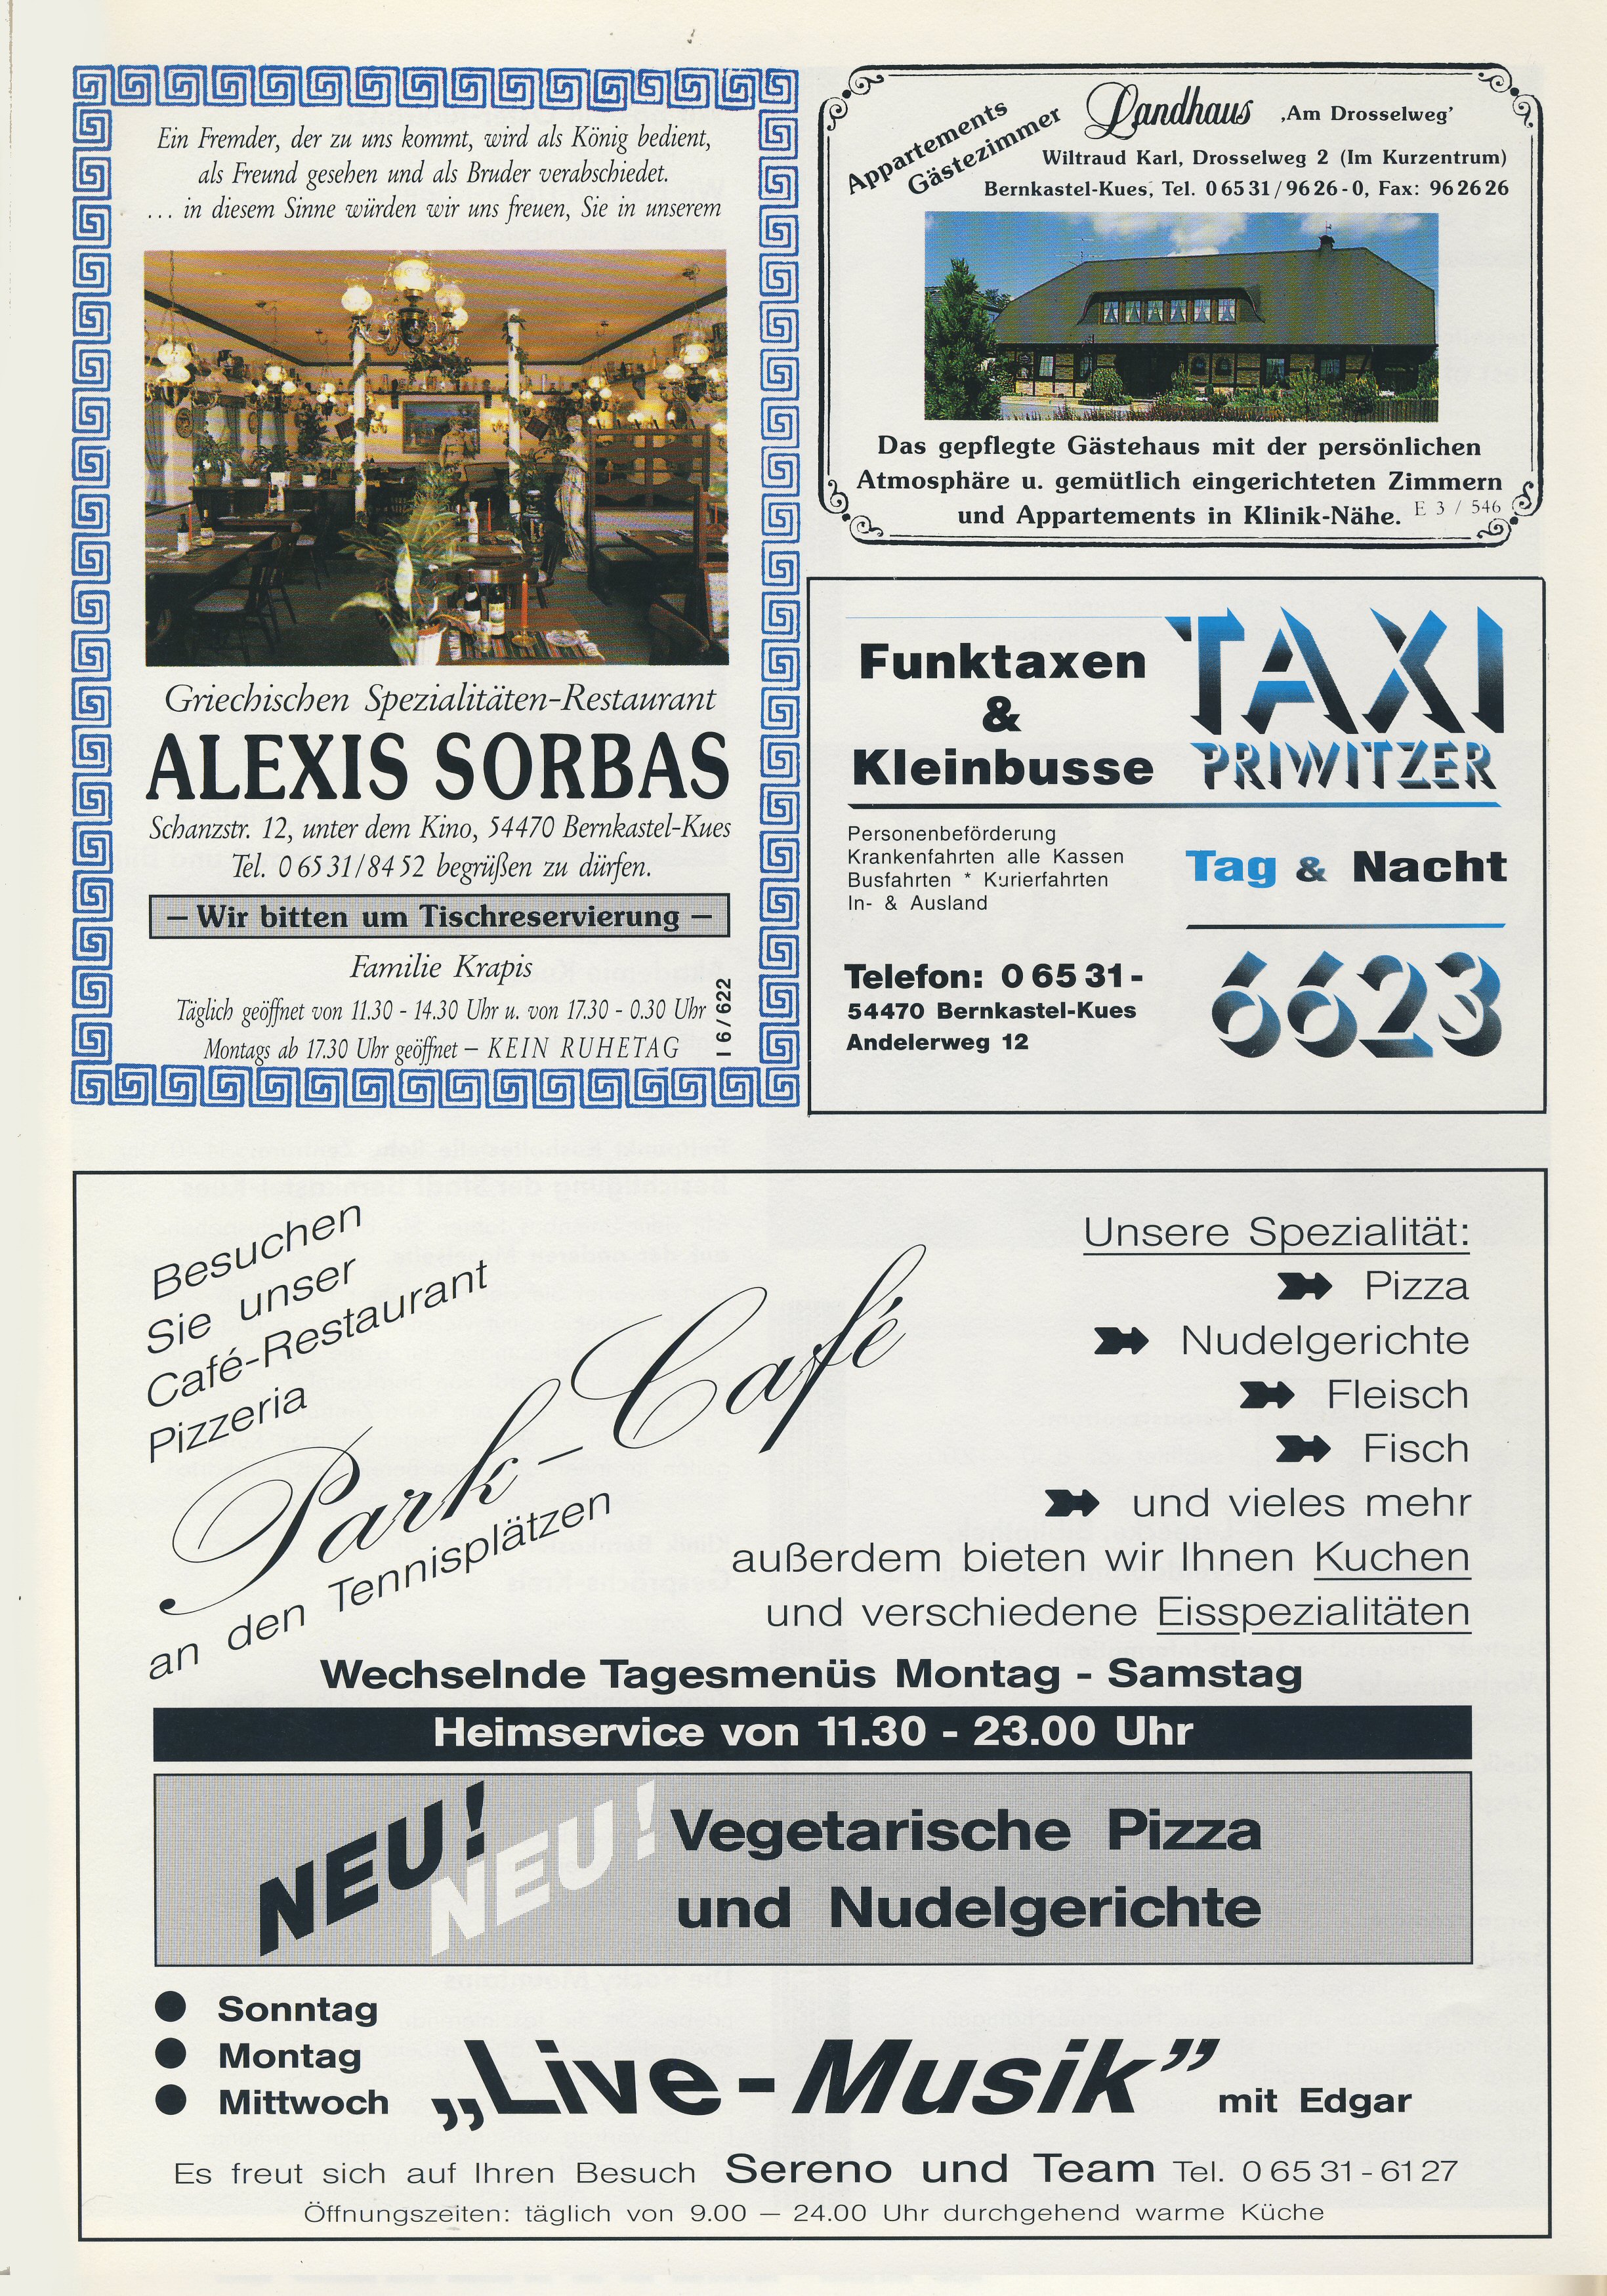 Ein Fremder, der zu uns kommt, wird als König bedient,
als Freund gesehen und als Bruder verabschiedet.
... in diesem Sinne würden wir uns freuen, Sie in unserem
Griechischen Spezialitäten-Restaurant
ALEXIS SORBAS
Schanzstr. 12, unter dem Kino, 54470 Bernkastel-Kues
Tel. 0 65 31/84 52 begrüßen zu dürfen.
– Wir bitten um Tischreservierung –
Familie Krapis
Täglich geöffnet von 11.30 - 14.30 Uhr u. von 17.30 - 0.30 Uhr
Montags ab 17.30 Uhr geöffnet – KEIN RUHETAG
I 6/622
Appartements
Gästezimmer
Landhaus ‚Am Drosselweg’
Wiltraud Karl, Drosselweg 2 (Im Kurzentrum)
Bernkastel-Kues, Tel. 0 65 31/96 26-0, Fax: 96 26 26
Das gepflegte Gästehaus mit der persönlichen
Atmosphäre u. gemütlich eingerichteten Zimmern
und Appartements in Klinik-Nähe.
E 3 / 546
Funktaxen
&
Kleinbusse
TAXI
PRIWITZER
Personenbeförderung
Krankenfahrten alle Kassen
Busfahrten * Kurierfahrten
In- & Ausland
Tag & Nacht
Telefon: 0 65 31-
6623
54470 Bernkastel-Kues
Andelerweg 12
Besuchen
Sie unser
Café-Restaurant
Pizzeria
Park-Café
an den Tennisplätzen
Unsere Spezialität:
Pizza
Nudelgerichte
Fleisch
Fisch
und vieles mehr
außerdem bieten wir Ihnen Kuchen
und verschiedene Eisspezialitäten
Wechselnde Tagesmenüs Montag - Samstag
Heimservice von 11.30 - 23.00 Uhr
NEU! NEU!
Vegetarische Pizza
und Nudelgerichte
● Sonntag
● Montag
● Mittwoch
„Live-Musik” mit Edgar
Es freut sich auf Ihren Besuch Sereno und Team Tel. 0 65 31 - 61 27
Öffnungszeiten: täglich von 9.00 — 24.00 Uhr durchgehend warme Küche